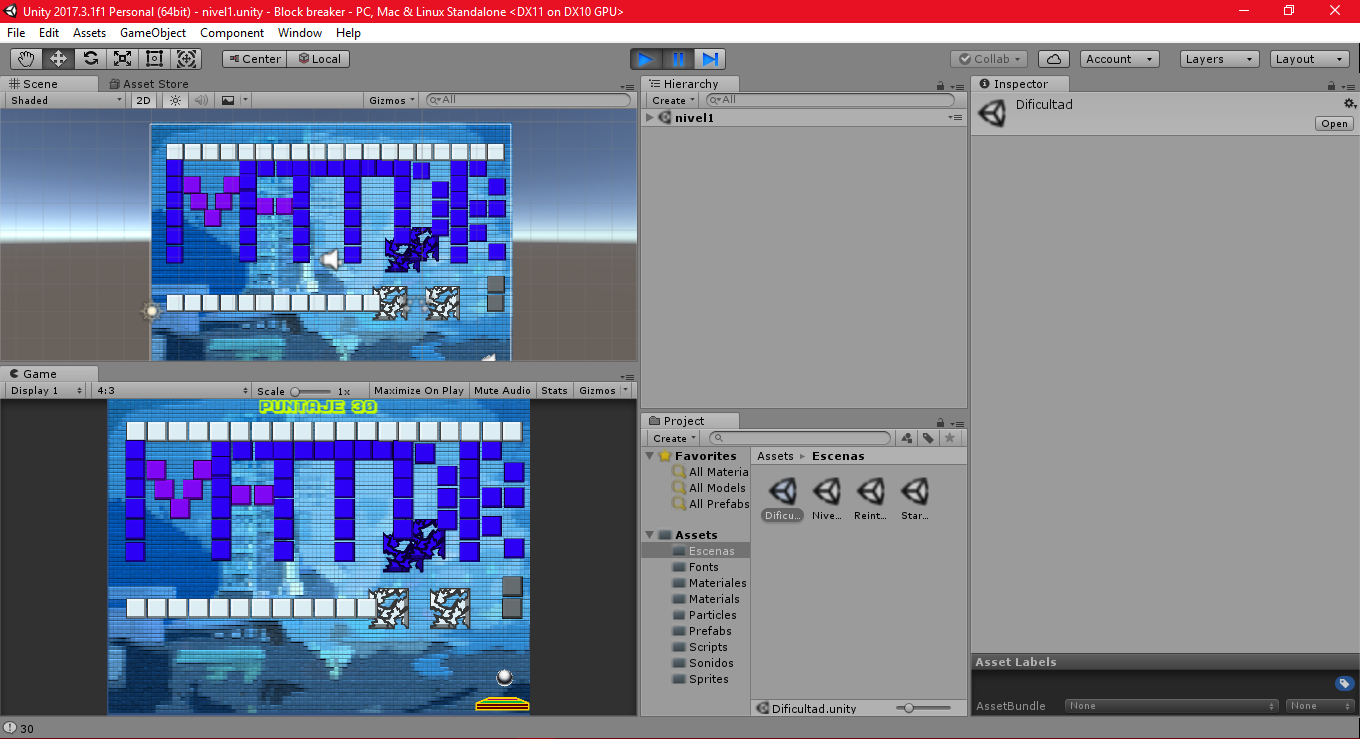 Unity 2017.3.1f1 Personal (64bit) - nivel1.unity - Block breaker - PC, Mac & Linux Standalone <DX11 on DX10 GPU>
File Edit Assets GameObject Component Window Help
Center Local Collab Account Layers Layout
Scene Asset Store
Shaded 2D Gizmos All
Hierarchy
Create All
nivel1
Inspector
Dificultad
Open
Game
Display 1 4:3 Scale 1x Maximize On Play Mute Audio Stats Gizmos
PUNTAJE 30
Project
Create
Favorites
All Materia
All Models
All Prefabs
Assets
Escenas
Fonts
Materiales
Materials
Particles
Prefabs
Scripts
Sonidos
Sprites
Assets Escenas
Dificu... Nive... Reint... Star...
Dificultad.unity
Asset Labels
AssetBundle None None
30